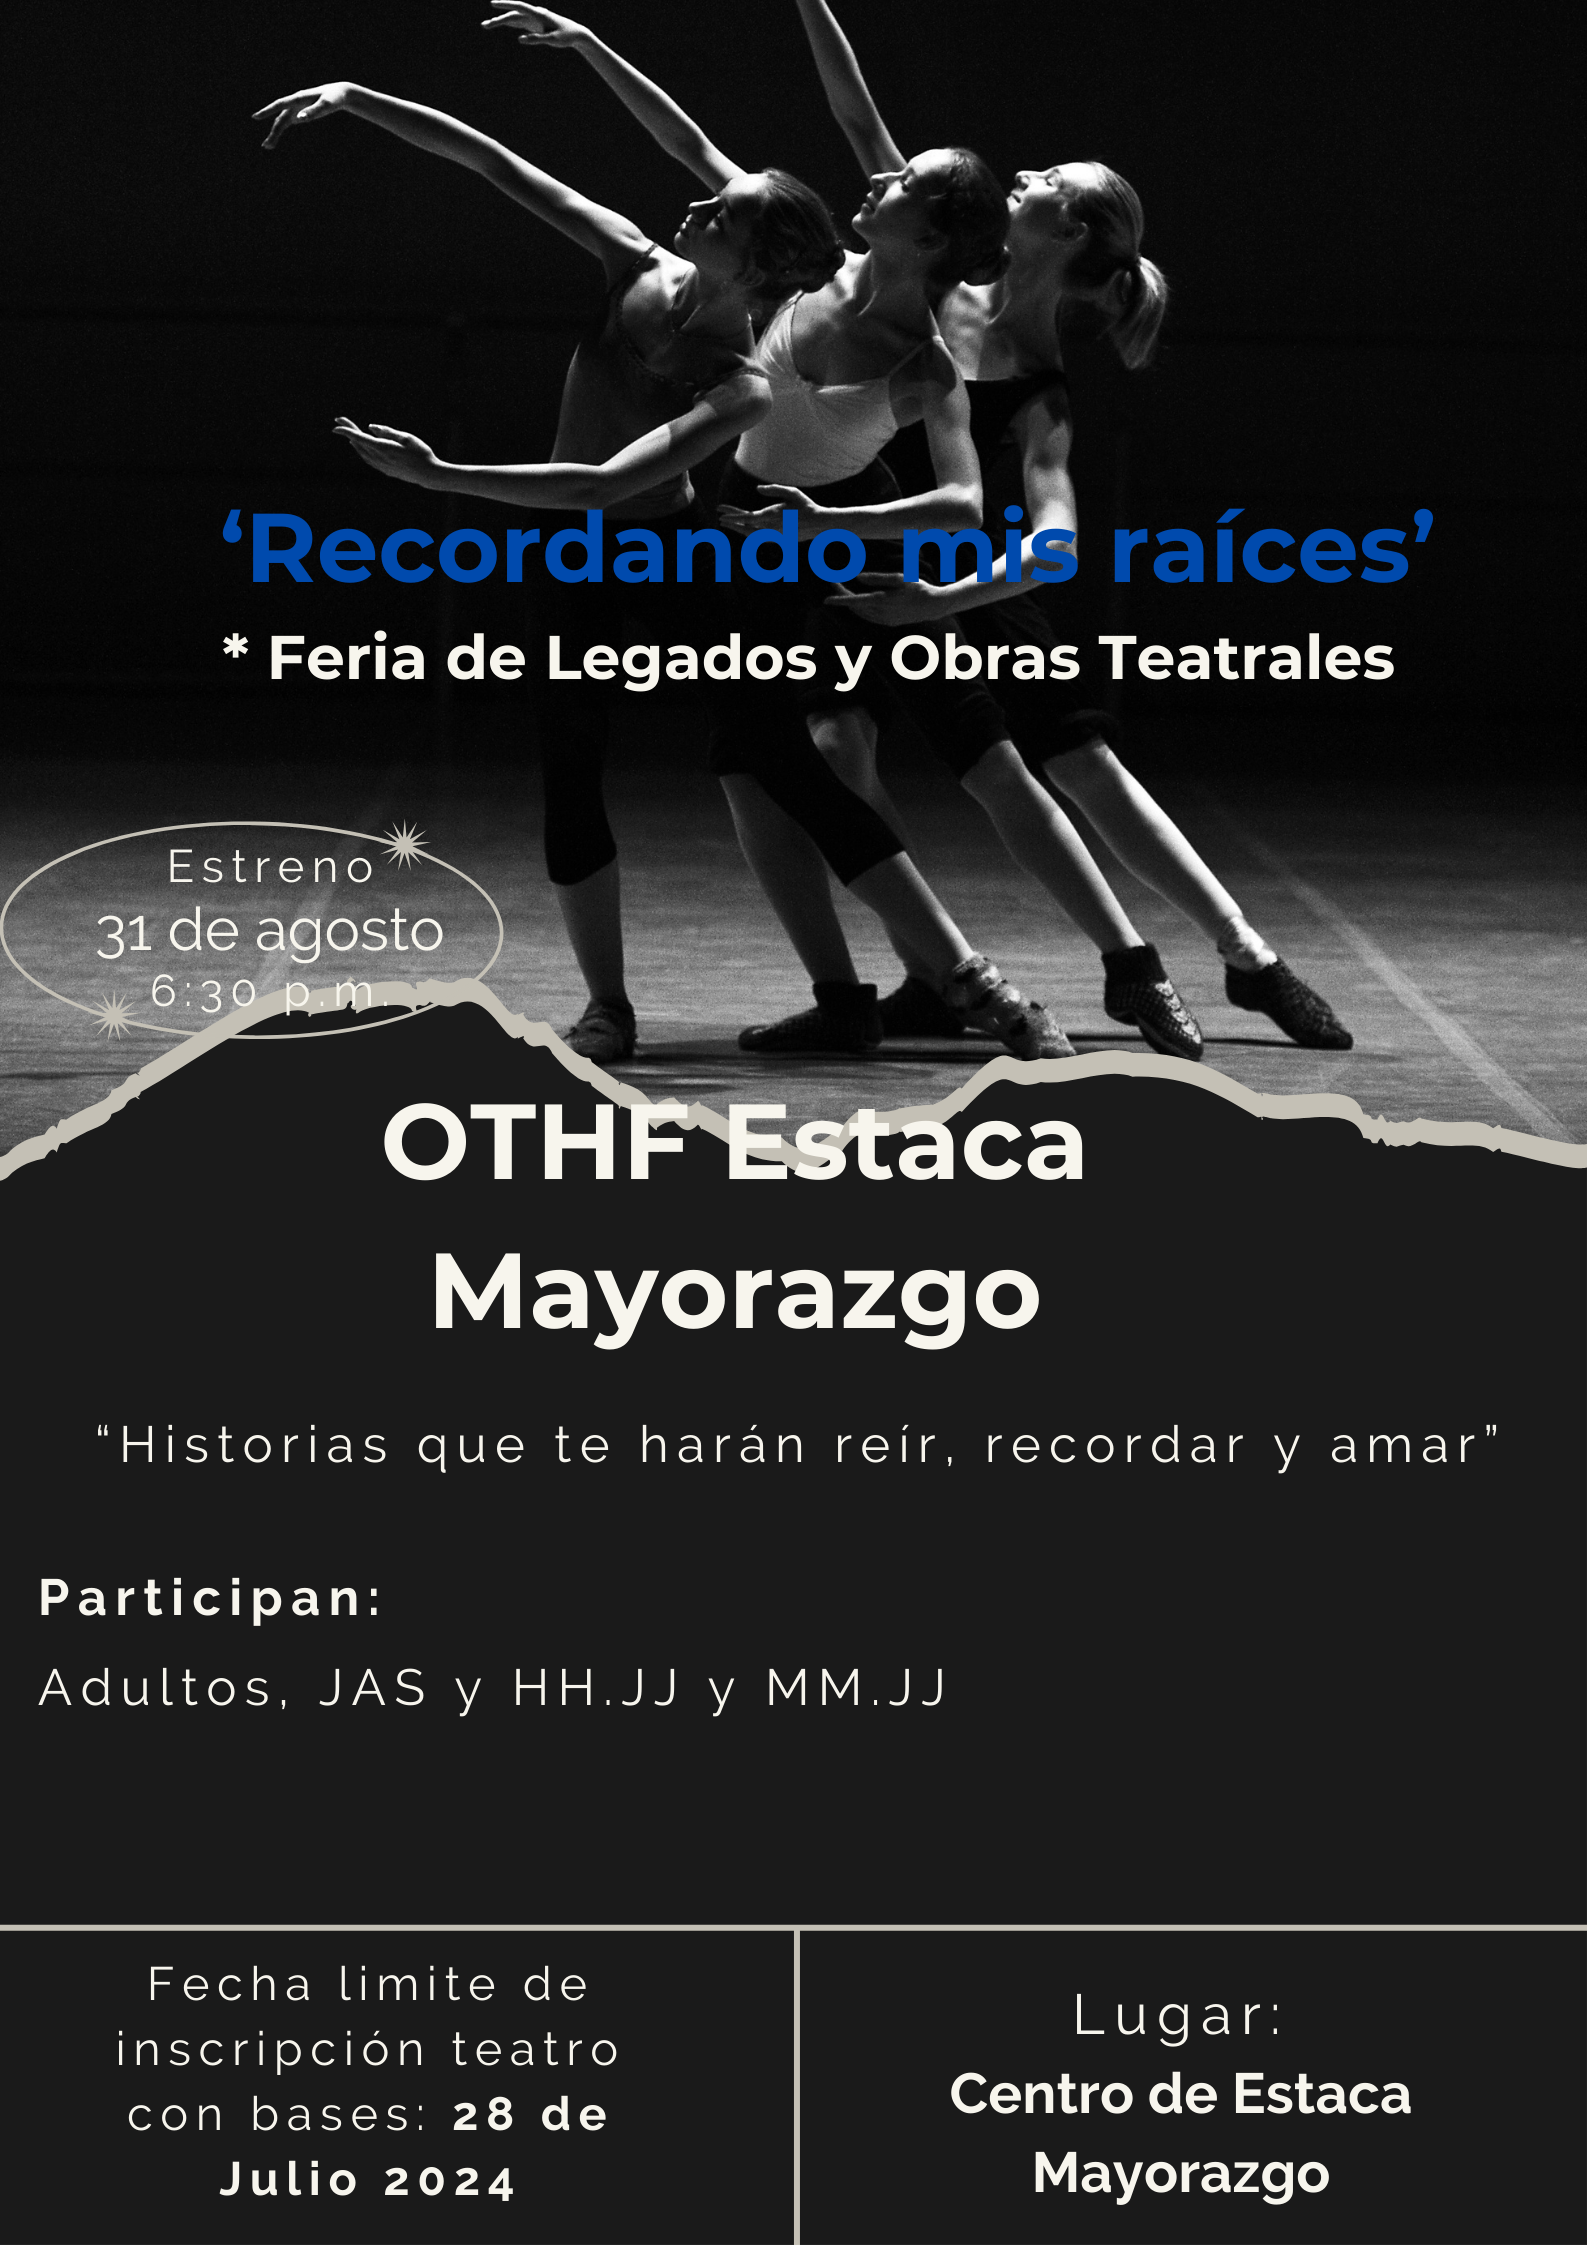 ‘Recordando mis raíces’
* Feria de Legados y Obras Teatrales
Estreno
31 de agosto
6:30 p.m.
OTHF Estaca
Mayorazgo
“Historias que te harán reír, recordar y amar”
Participan:
Adultos, JAS y HH.JJ y MM.JJ
Fecha limite de
inscripción teatro
con bases: 28 de
Julio 2024
Lugar:
Centro de Estaca
Mayorazgo